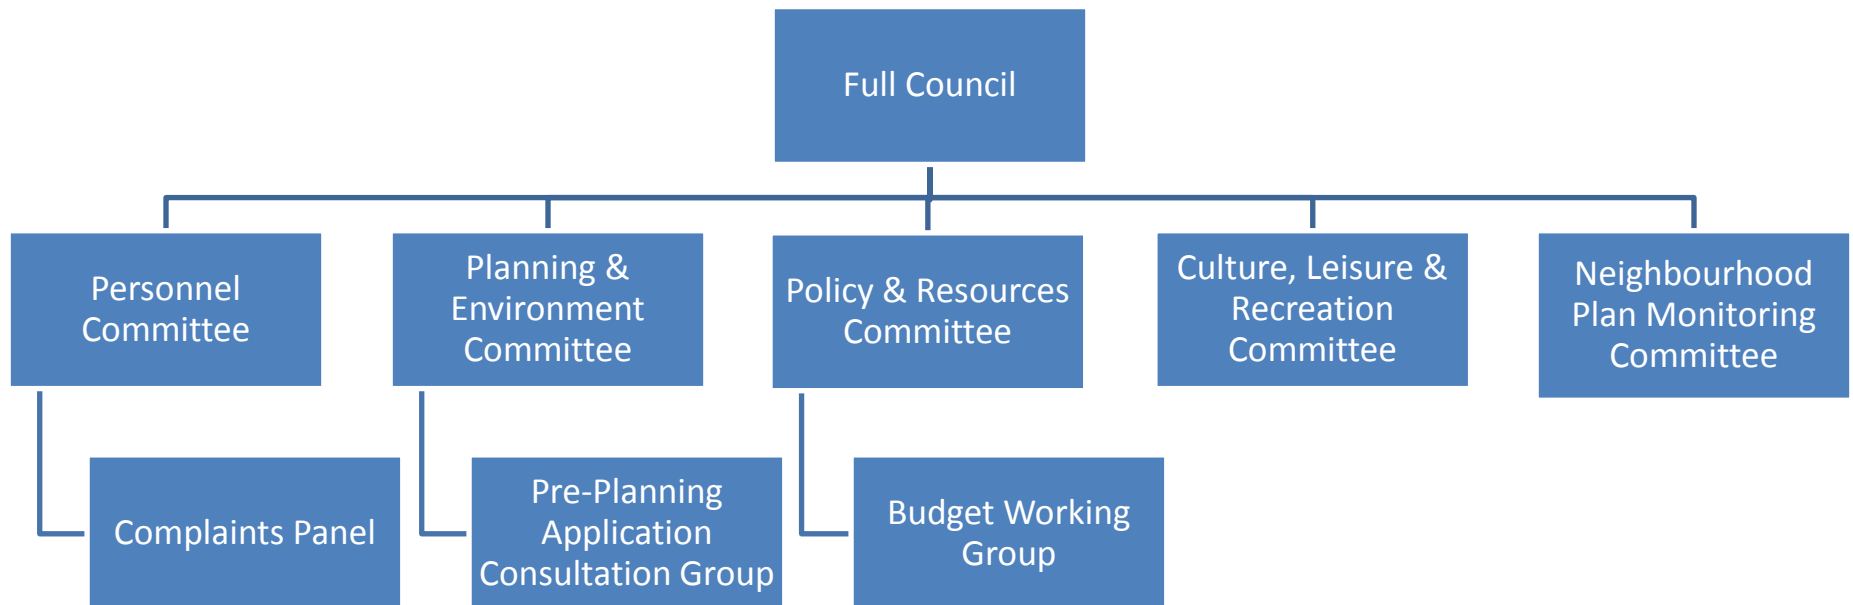 Full Council
Personnel
Committee
Planning &
Environment
Committee
Policy & Resources
Committee
Culture, Leisure &
Recreation
Committee
Neighbourhood
Plan Monitoring
Committee
Complaints Panel
Pre-Planning
Application
Consultation Group
Budget Working
Group